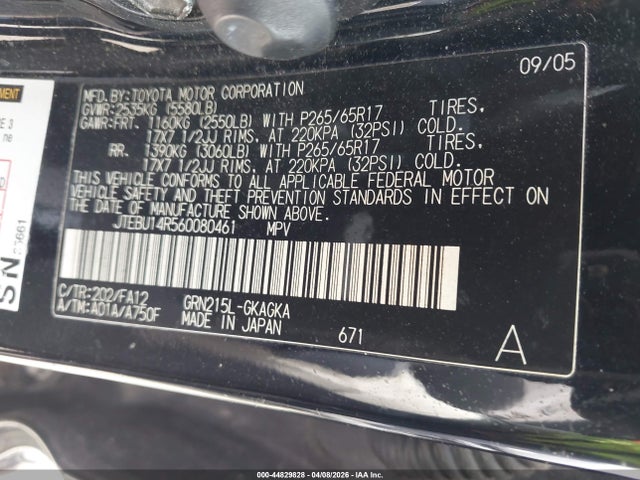 09/05
MFD.BY:TOYOTA MOTOR CORPORATION
GVWR:2535KG (5580LB)
GAWR:FRT. 1160KG (2550LB) WITH P265/65R17 TIRES,
17X7 1/2JJ RIMS, AT 220KPA (32PSI) COLD.
RR. 1390KG (3060LB) WITH P265/65R17 TIRES,
17X7 1/2JJ RIMS, AT 220KPA (32PSI) COLD.
THIS VEHICLE CONFORMS TO ALL APPLICABLE FEDERAL MOTOR
VEHICLE SAFETY AND THEFT PREVENTION STANDARDS IN EFFECT ON
THE DATE OF MANUFACTURE SHOWN ABOVE.
JTEBU14R560080461 MPV
C/TR:202/FA12 GRN215L-GKAGKA
A/TM:A01A/A750F MADE IN JAPAN 671
A
000-44829828 - 04/08/2026 - IAA Inc.